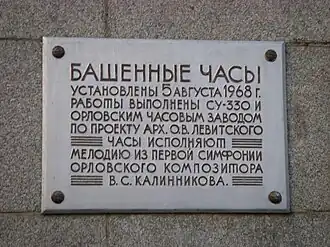 БАШЕННЫЕ ЧАСЫ
УСТАНОВЛЕНЫ 5 АВГУСТА 1968 Г.
РАБОТЫ ВЫПОЛНЕНЫ СУ-330 И
ОРЛОВСКИМ ЧАСОВЫМ ЗАВОДОМ
ПО ПРОЕКТУ АРХ. О.В. ЛЕВИТСКОГО
ЧАСЫ ИСПОЛНЯЮТ
МЕЛОДИЮ ИЗ ПЕРВОЙ СИМФОНИИ
ОРЛОВСКОГО КОМПОЗИТОРА
В.С. КАЛИННИКОВА.